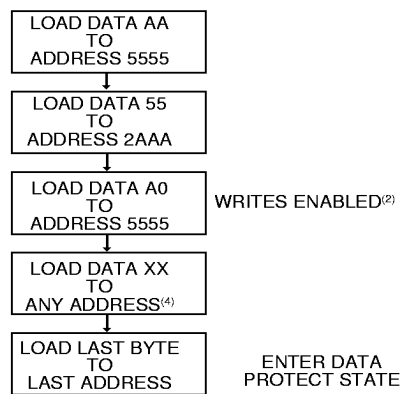 LOAD DATA AA
TO
ADDRESS 5555
LOAD DATA 55
TO
ADDRESS 2AAA
LOAD DATA A0
TO
ADDRESS 5555
WRITES ENABLED(2)
LOAD DATA XX
TO
ANY ADDRESS(4)
LOAD LAST BYTE
TO
LAST ADDRESS
ENTER DATA
PROTECT STATE